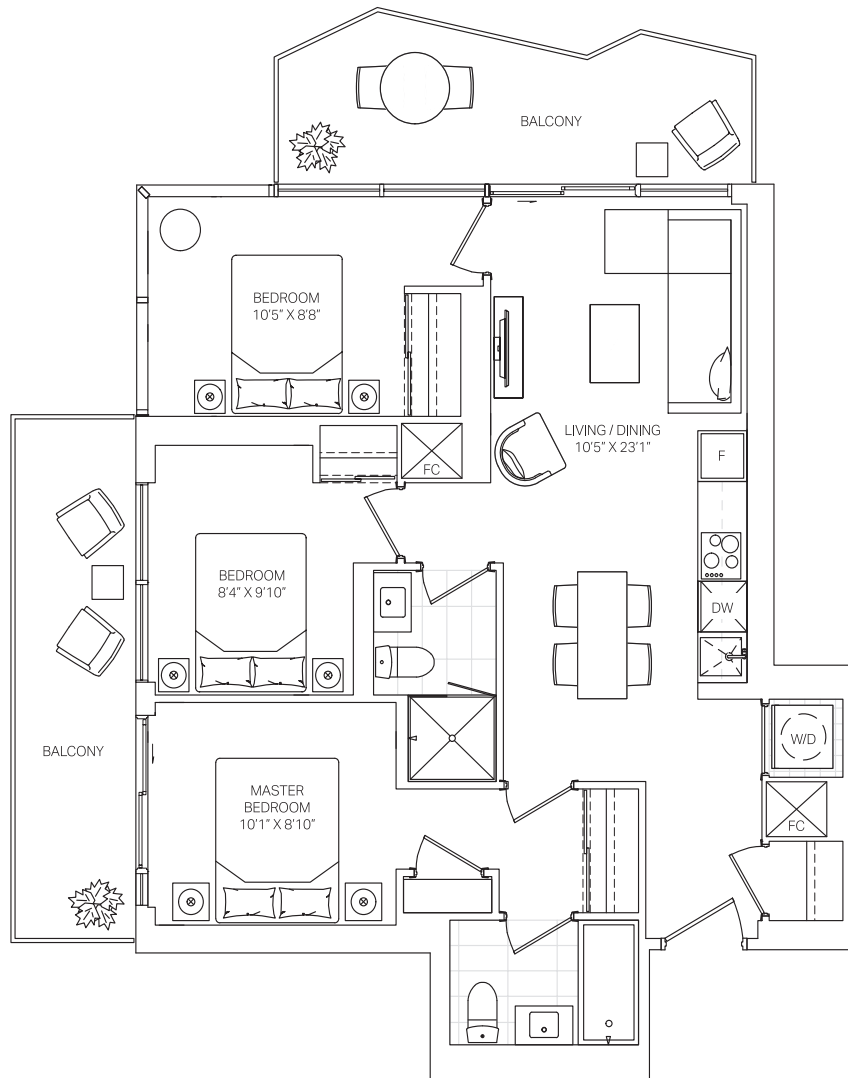 BALCONY
BEDROOM
10'5" X 8'8"
LIVING / DINING
10'5" X 23'1"
F
FC
BEDROOM
8'4" X 9'10"
DW
BALCONY
W/D
MASTER
BEDROOM
10'1" X 8'10"
FC